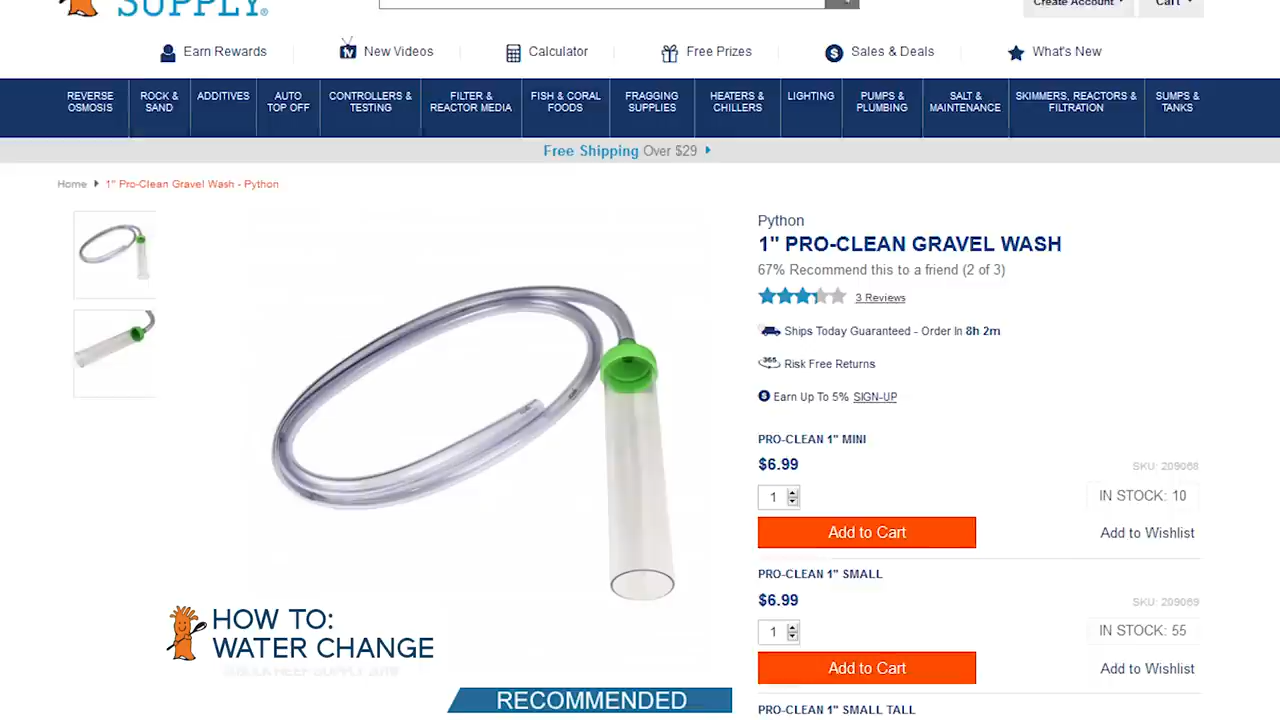 SUPPLY®
Create Account
Cart
Earn Rewards
tv New Videos
Calculator
Free Prizes
$ Sales & Deals
What's New
REVERSE
OSMOSIS
ROCK &
SAND
ADDITIVES
AUTO
TOP OFF
CONTROLLERS &
TESTING
FILTER &
REACTOR MEDIA
FISH & CORAL
FOODS
FRAGGING
SUPPLIES
HEATERS &
CHILLERS
LIGHTING
PUMPS &
PLUMBING
SALT &
MAINTENANCE
SKIMMERS, REACTORS &
FILTRATION
SUMPS &
TANKS
Free Shipping Over $29
Home 1" Pro-Clean Gravel Wash - Python
Python
1" PRO-CLEAN GRAVEL WASH
67% Recommend this to a friend (2 of 3)
3 Reviews
Ships Today Guaranteed - Order In 8h 2m
365 Risk Free Returns
$ Earn Up To 5% SIGN-UP
PRO-CLEAN 1" MINI
$6.99
SKU: 209068
1
IN STOCK: 10
Add to Cart
Add to Wishlist
PRO-CLEAN 1" SMALL
$6.99
SKU: 209069
1
IN STOCK: 55
Add to Cart
Add to Wishlist
PRO-CLEAN 1" SMALL TALL
HOW TO:
WATER CHANGE
RECOMMENDED